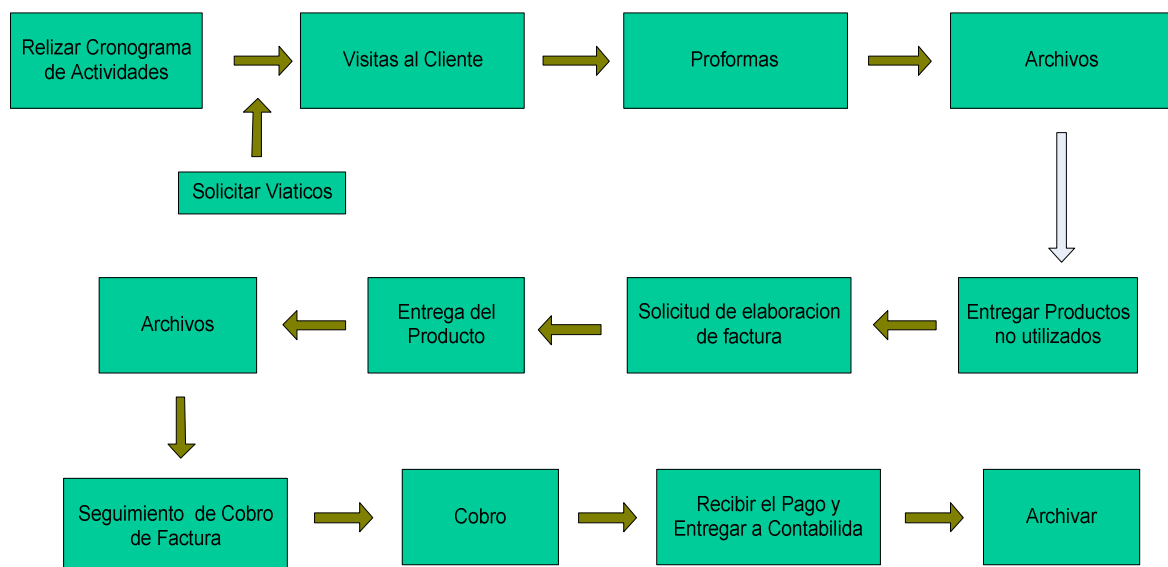 Relizar Cronograma
de Actividades
Visitas al Cliente
Proformas
Archivos
Solicitar Viaticos
Archivos
Entrega del
Producto
Solicitud de elaboracion
de factura
Entregar Productos
no utilizados
Seguimiento de Cobro
de Factura
Cobro
Recibir el Pago y
Entregar a Contabilida
Archivar